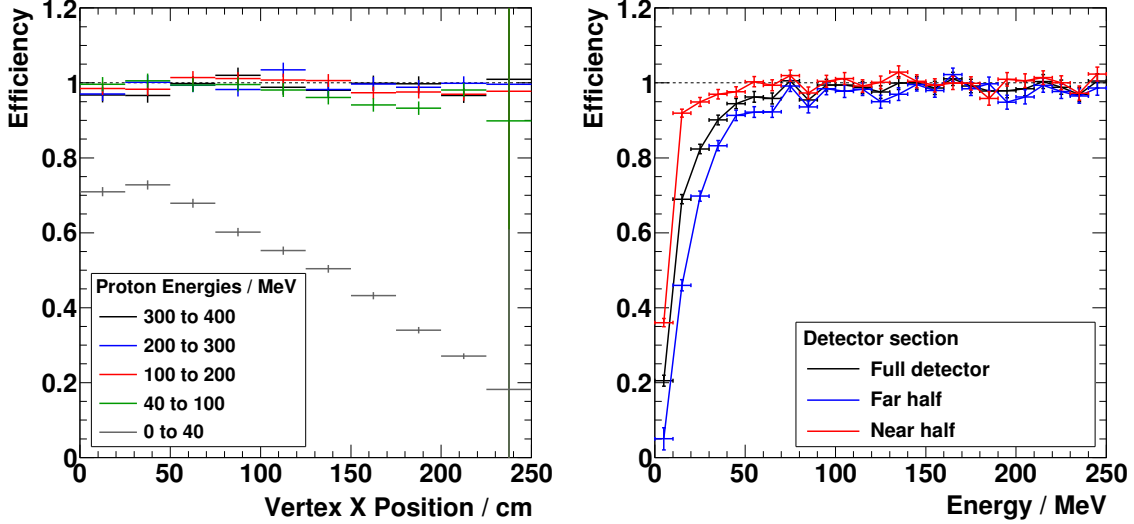 Efficiency
1.2
1
0.8
0.6
0.4
0.2
0
Proton Energies / MeV
300 to 400
200 to 300
100 to 200
40 to 100
0 to 40
0 50 100 150 200 250
Vertex X Position / cm
Efficiency
1.2
1
0.8
0.6
0.4
0.2
0
Detector section
Full detector
Far half
Near half
0 50 100 150 200 250
Energy / MeV